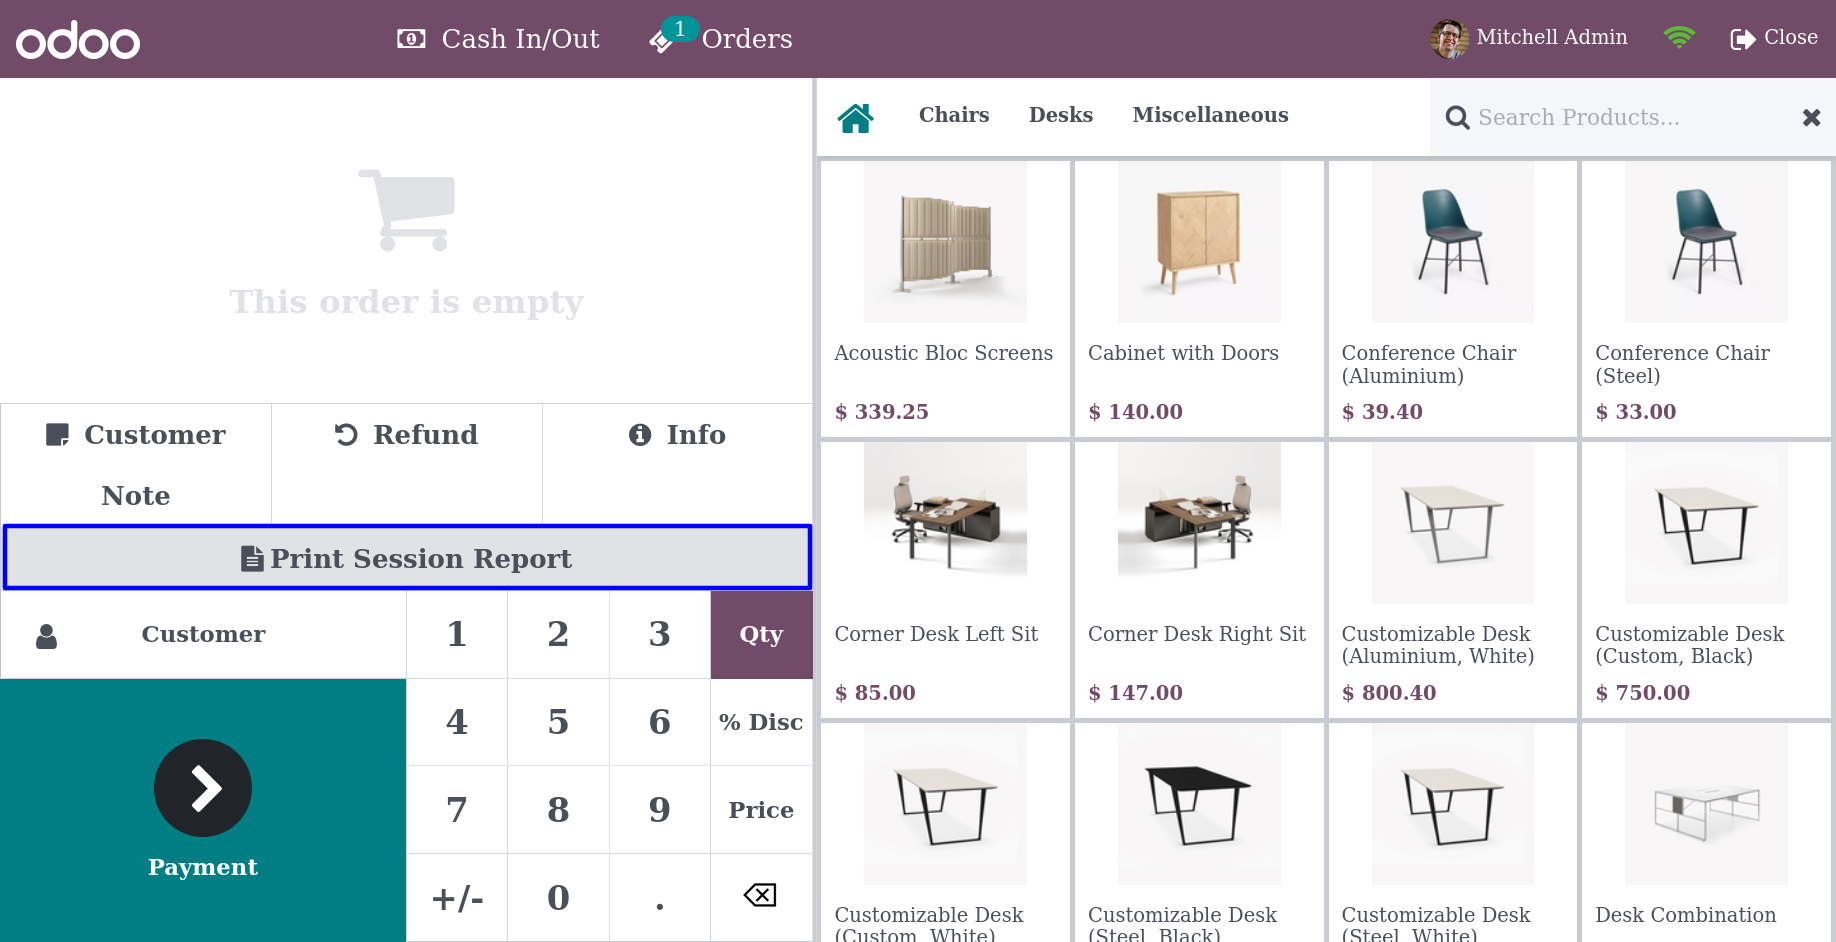 odoo
Cash In/Out
1
Orders
Mitchell Admin
Close
This order is empty
Customer
Note
Refund
Info
Print Session Report
Customer
1
2
3
Qty
4
5
6
% Disc
7
8
9
Price
+/-
0
.
Payment
Chairs
Desks
Miscellaneous
Search Products...
Acoustic Bloc Screens
$ 339.25
Cabinet with Doors
$ 140.00
Conference Chair
(Aluminium)
$ 39.40
Conference Chair
(Steel)
$ 33.00
Corner Desk Left Sit
$ 85.00
Corner Desk Right Sit
$ 147.00
Customizable Desk
(Aluminium, White)
$ 800.40
Customizable Desk
(Custom, Black)
$ 750.00
Customizable Desk
(Custom, White)
Customizable Desk
(Steel, Black)
Customizable Desk
(Steel, White)
Desk Combination